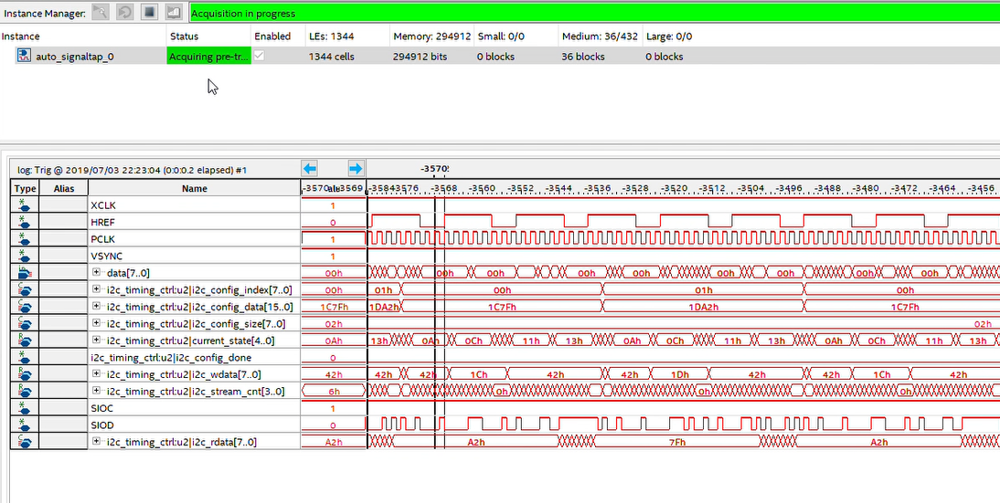 Instance Manager: Acquisition in progress
Instance Status Enabled LEs: 1344 Memory: 294912 Small: 0/0 Medium: 36/432 Large: 0/0
auto_signaltap_0 Acquiring pre-tr... 1344 cells 294912 bits 0 blocks 36 blocks 0 blocks
log: Trig @ 2019/07/03 22:23:04 (0:0:0.2 elapsed) #1
Type Alias Name -3584 -3576 -3568 -3560 -3552 -3544 -3536 -3528 -3520 -3512 -3504 -3496 -3488 -3480 -3472 -3464 -3456
XCLK 1
HREF 0
PCLK 1
VSYNC 1
data[7..0] 00h 00h 00h 00h 00h 00h 00h 00h 00h
i2c_timing_ctrl:u2|i2c_config_index[7..0] 00h 01h 00h 01h 00h
i2c_timing_ctrl:u2|i2c_config_data[15..0] 1C7Fh 1DA2h 1C7Fh 1DA2h 1C7Fh
i2c_timing_ctrl:u2|i2c_config_size[7..0] 02h 02h
i2c_timing_ctrl:u2|current_state[4..0] 0Ah 13h 0Ah 0Ch 11h 13h 0Ah 0Ch 11h 13h 0Ah 0Ch 11h 13h
i2c_timing_ctrl:u2|i2c_config_done 0
i2c_timing_ctrl:u2|i2c_wdata[7..0] 42h 42h 42h 1Ch 42h 42h 1Dh 42h 42h 1Ch 42h
i2c_timing_ctrl:u2|i2c_stream_cnt[3..0] 6h 0h 0h 0h
SIOC 1
SIOD 0
i2c_timing_ctrl:u2|i2c_rdata[7..0] A2h A2h 7Fh A2h